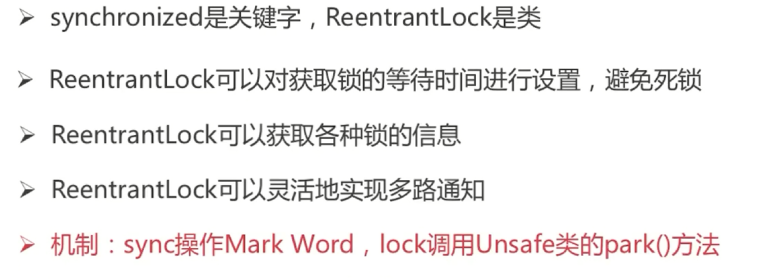 ➢ synchronized是关键字，ReentrantLock是类
➢ ReentrantLock可以对获取锁的等待时间进行设置，避免死锁
➢ ReentrantLock可以获取各种锁的信息
➢ ReentrantLock可以灵活地实现多路通知
➢ 机制：sync操作Mark Word，lock调用Unsafe类的park()方法